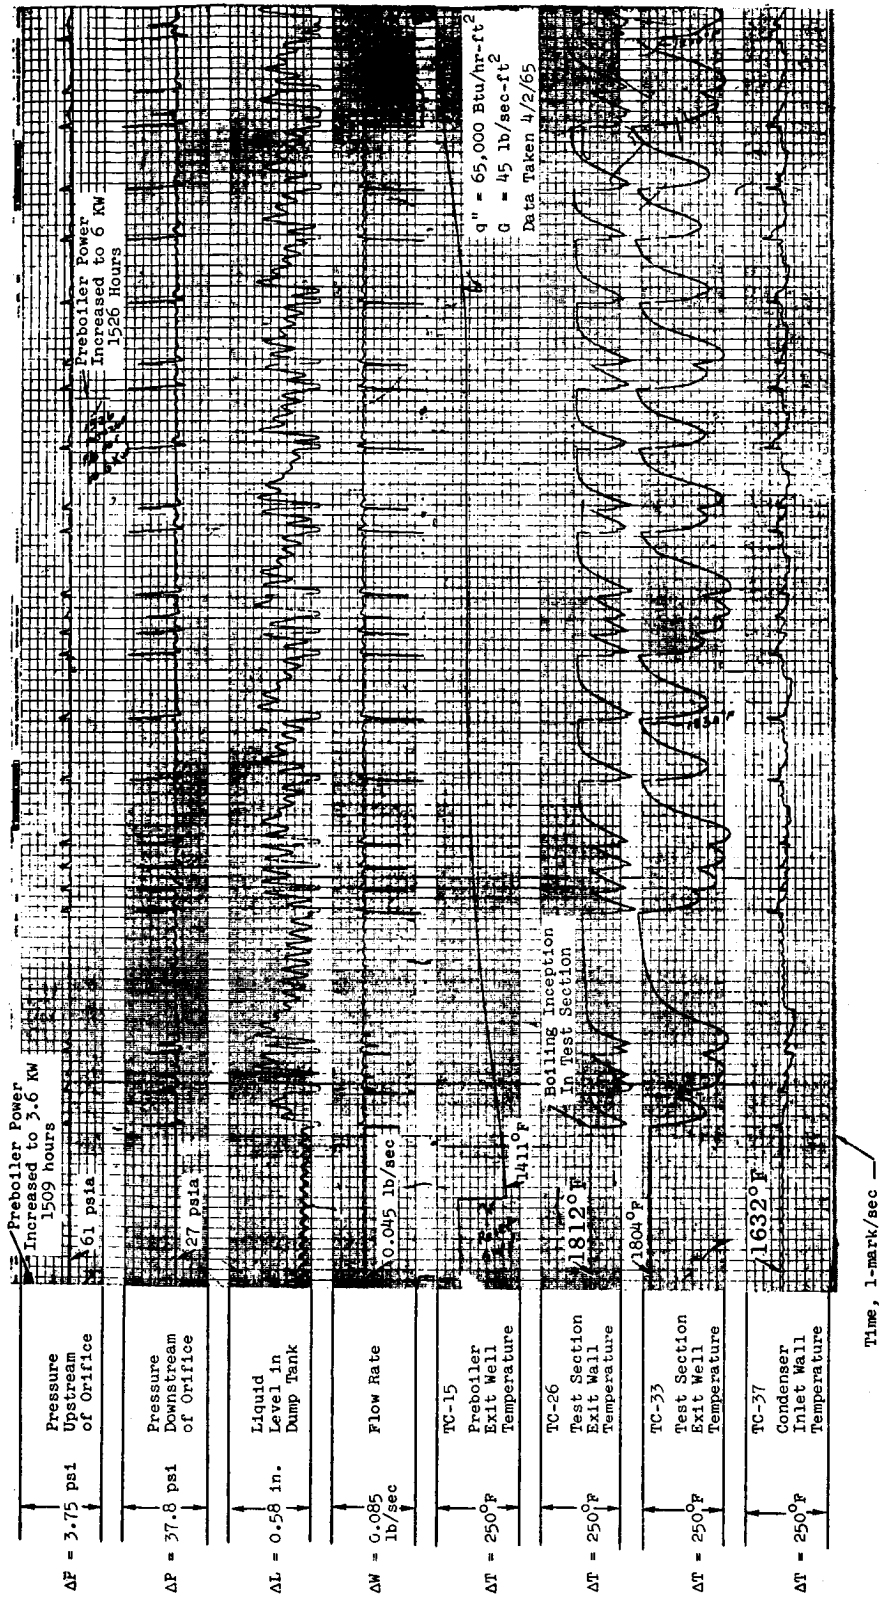 Preboiler Power
Increased to 3.6 KW
1509 hours
61 psia
Preboiler Power
Increased to 6 KW
1526 Hours
27 psia
0.045 lb/sec
1411°F
q" = 65,000 Btu/hr-ft²
G = 45 lb/sec-ft²
Data Taken 4/2/65
Boiling Inception
In Test Section
1812°F
1804°F
1632°F
ΔP = 3.75 psi
Pressure
Upstream
of Orifice
ΔP = 37.8 psi
Pressure
Downstream
of Orifice
ΔL = 0.58 in.
Liquid
Level in
Dump Tank
ΔW = 0.085
lb/sec
Flow Rate
ΔT = 250°F
TC-15
Preboiler
Exit Well
Temperature
ΔT = 250°F
TC-26
Test Section
Exit Wall
Temperature
ΔT = 250°F
TC-33
Test Section
Exit Well
Temperature
ΔT = 250°F
TC-37
Condenser
Inlet Wall
Temperature
Time, 1-mark/sec